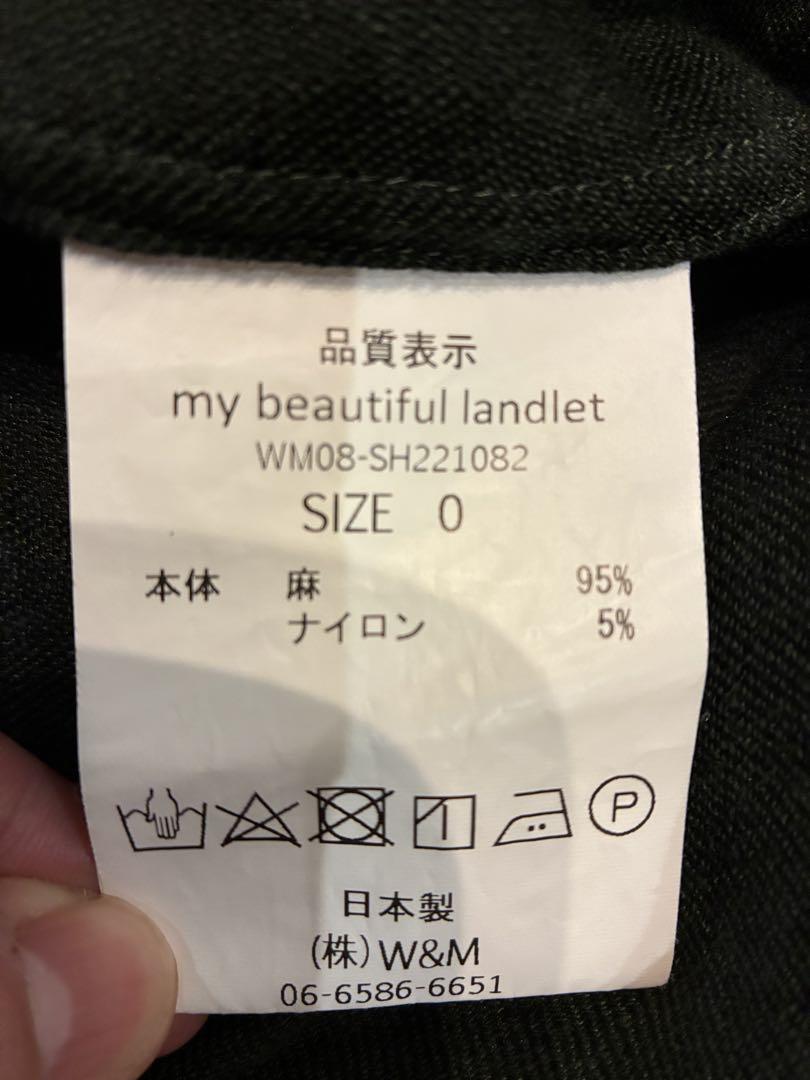 品質表示
my beautiful landlet
WM08-SH221082
SIZE 0
本体 麻 95%
ナイロン 5%
P
日本製
(株)W&M
06-6586-6651